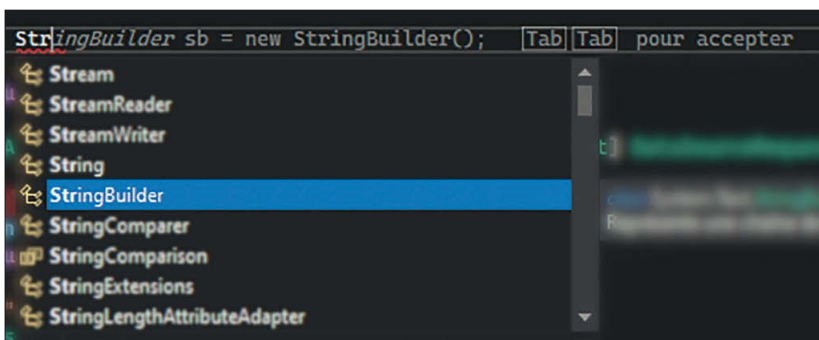 StringBuilder sb = new StringBuilder(); Tab Tab pour accepter
Stream
StreamReader
StreamWriter
String
StringBuilder
StringComparer
StringComparison
StringExtensions
StringLengthAttributeAdapter